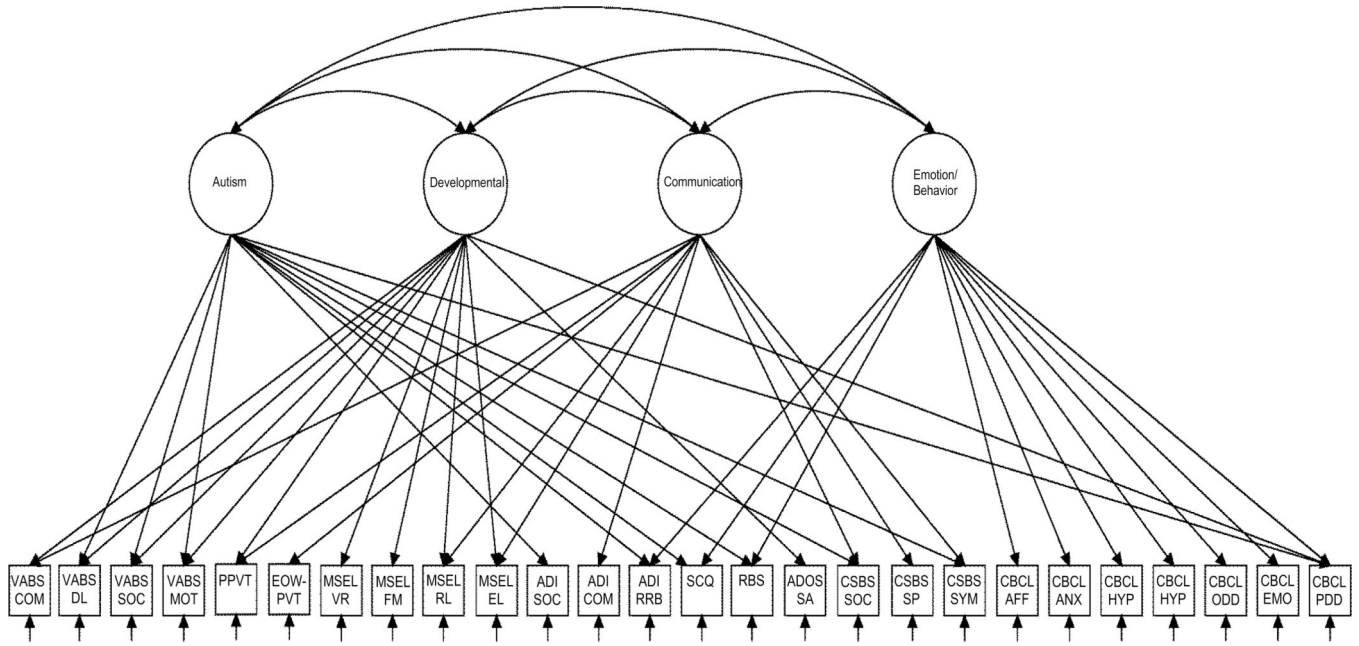 Autism
Developmental
Communication
Emotion/
Behavior
VABS
COM
VABS
DL
VABS
SOC
VABS
MOT
PPVT
EOW-
PVT
MSEL
VR
MSEL
FM
MSEL
RL
MSEL
EL
ADI
SOC
ADI
COM
ADI
RRB
SCQ
RBS
ADOS
SA
CSBS
SOC
CSBS
SP
CSBS
SYM
CBCL
AFF
CBCL
ANX
CBCL
HYP
CBCL
HYP
CBCL
ODD
CBCL
EMO
CBCL
PDD